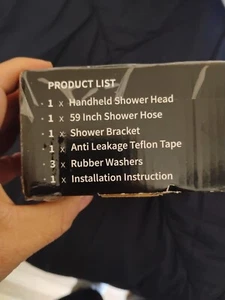 PRODUCT LIST
· 1 x Handheld Shower Head
· 1 x 59 Inch Shower Hose
· 1 x Shower Bracket
· 1 x Anti Leakage Teflon Tape
· 3 x Rubber Washers
· 1 x Installation Instruction